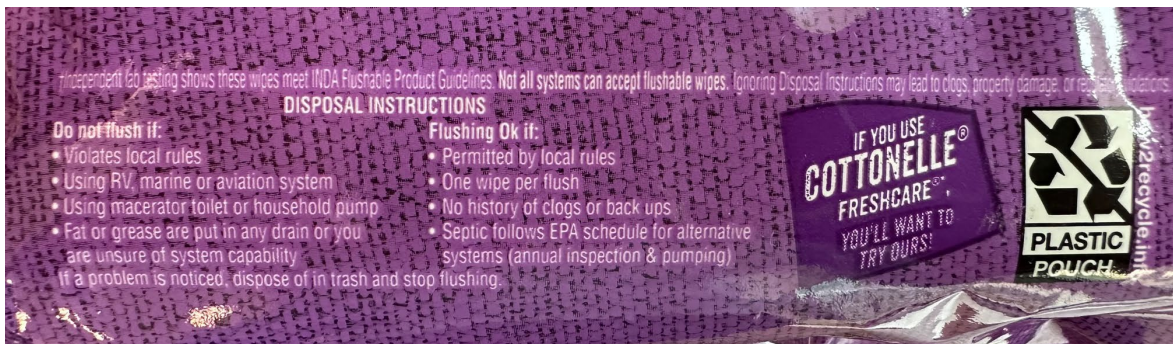 Independent lab testing shows these wipes meet INDA Flushable Product Guidelines. Not all systems can accept flushable wipes. Ignoring Disposal Instructions may lead to clogs, property damage, or
DISPOSAL INSTRUCTIONS
Do not flush if:
• Violates local rules
• Using RV, marine or aviation system
• Using macerator toilet or household pump
• Fat or grease are put in any drain or you
are unsure of system capability
If a problem is noticed, dispose of in trash and stop flushing.
Flushing Ok if:
• Permitted by local rules
• One wipe per flush
• No history of clogs or back ups
• Septic follows EPA schedule for alternative
systems (annual inspection & pumping)
IF YOU USE
COTTONELLE®
FRESHCARE®*,
YOU'LL WANT TO
TRY OURS!
PLASTIC
POUCH
how2recycle.info